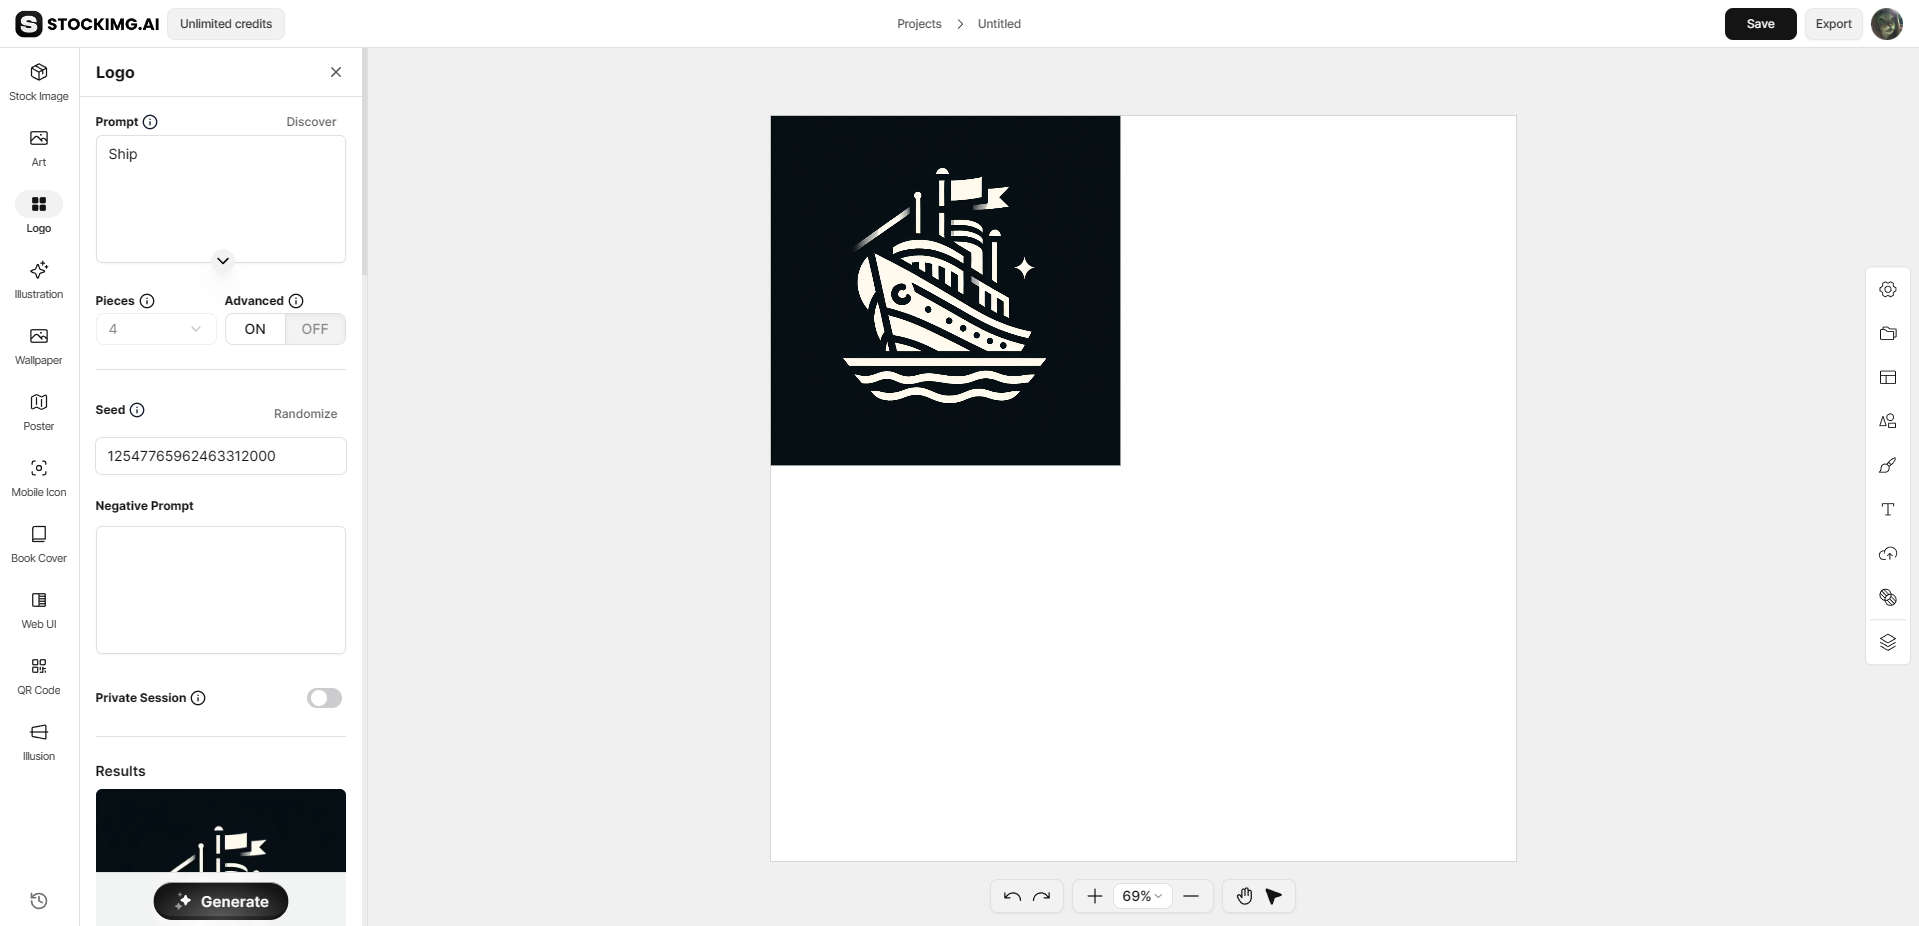 STOCKIMG.AI
Unlimited credits
Projects
Untitled
Save
Export
Stock Image
Art
Logo
Illustration
Wallpaper
Poster
Mobile Icon
Book Cover
Web UI
QR Code
Illusion
Logo
Prompt
Discover
Ship
Pieces
Advanced
4
ON
OFF
Seed
Randomize
12547765962463312000
Negative Prompt
Private Session
Results
Generate
69%